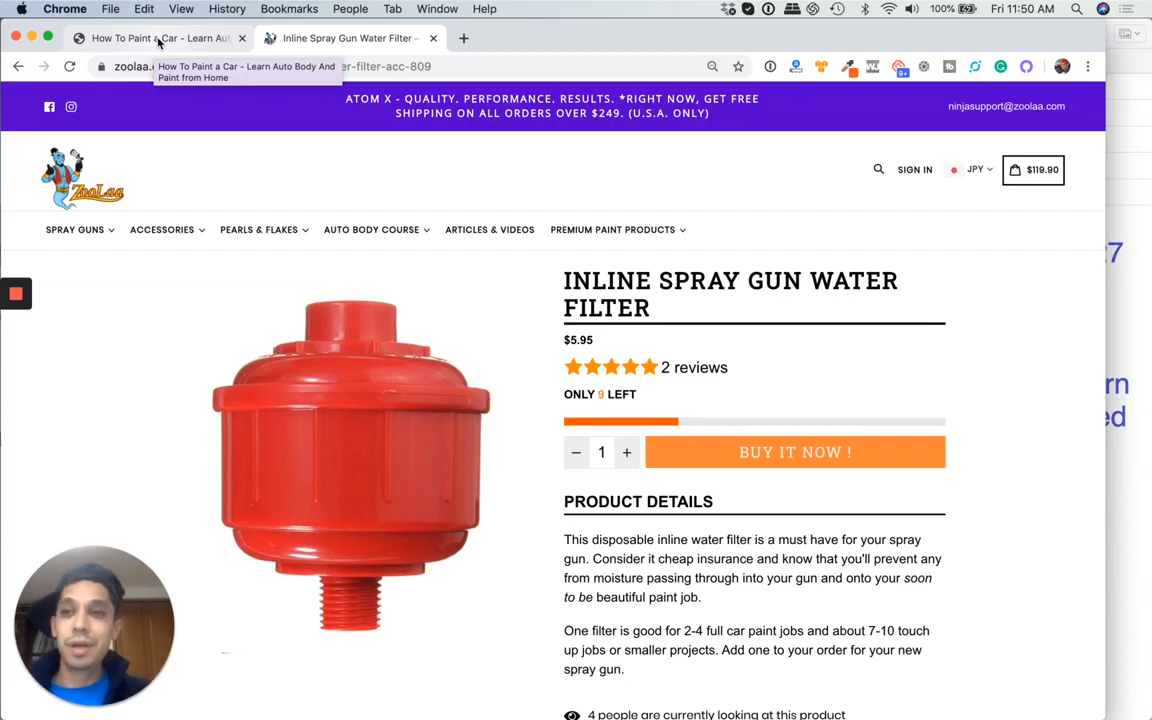 Chrome File Edit View History Bookmarks People Tab Window Help 100% Fri 11:50 AM
How To Paint a Car - Learn Aut
Inline Spray Gun Water Filter –
zoolaa.
er-filter-acc-809
9+
How To Paint a Car - Learn Auto Body And
Paint from Home
ATOM X - QUALITY. PERFORMANCE. RESULTS. *RIGHT NOW, GET FREE
SHIPPING ON ALL ORDERS OVER $249. (U.S.A. ONLY)
ninjasupport@zoolaa.com
ZooLaa
SIGN IN
JPY
$119.90
SPRAY GUNS ACCESSORIES PEARLS & FLAKES AUTO BODY COURSE ARTICLES & VIDEOS PREMIUM PAINT PRODUCTS
27
INLINE SPRAY GUN WATER
FILTER
$5.95
2 reviews
rn
ONLY 9 LEFT
ed
− 1 + BUY IT NOW !
PRODUCT DETAILS
This disposable inline water filter is a must have for your spray
gun. Consider it cheap insurance and know that you'll prevent any
from moisture passing through into your gun and onto your soon
to be beautiful paint job.
One filter is good for 2-4 full car paint jobs and about 7-10 touch
up jobs or smaller projects. Add one to your order for your new
spray gun.
4 people are currently looking at this product